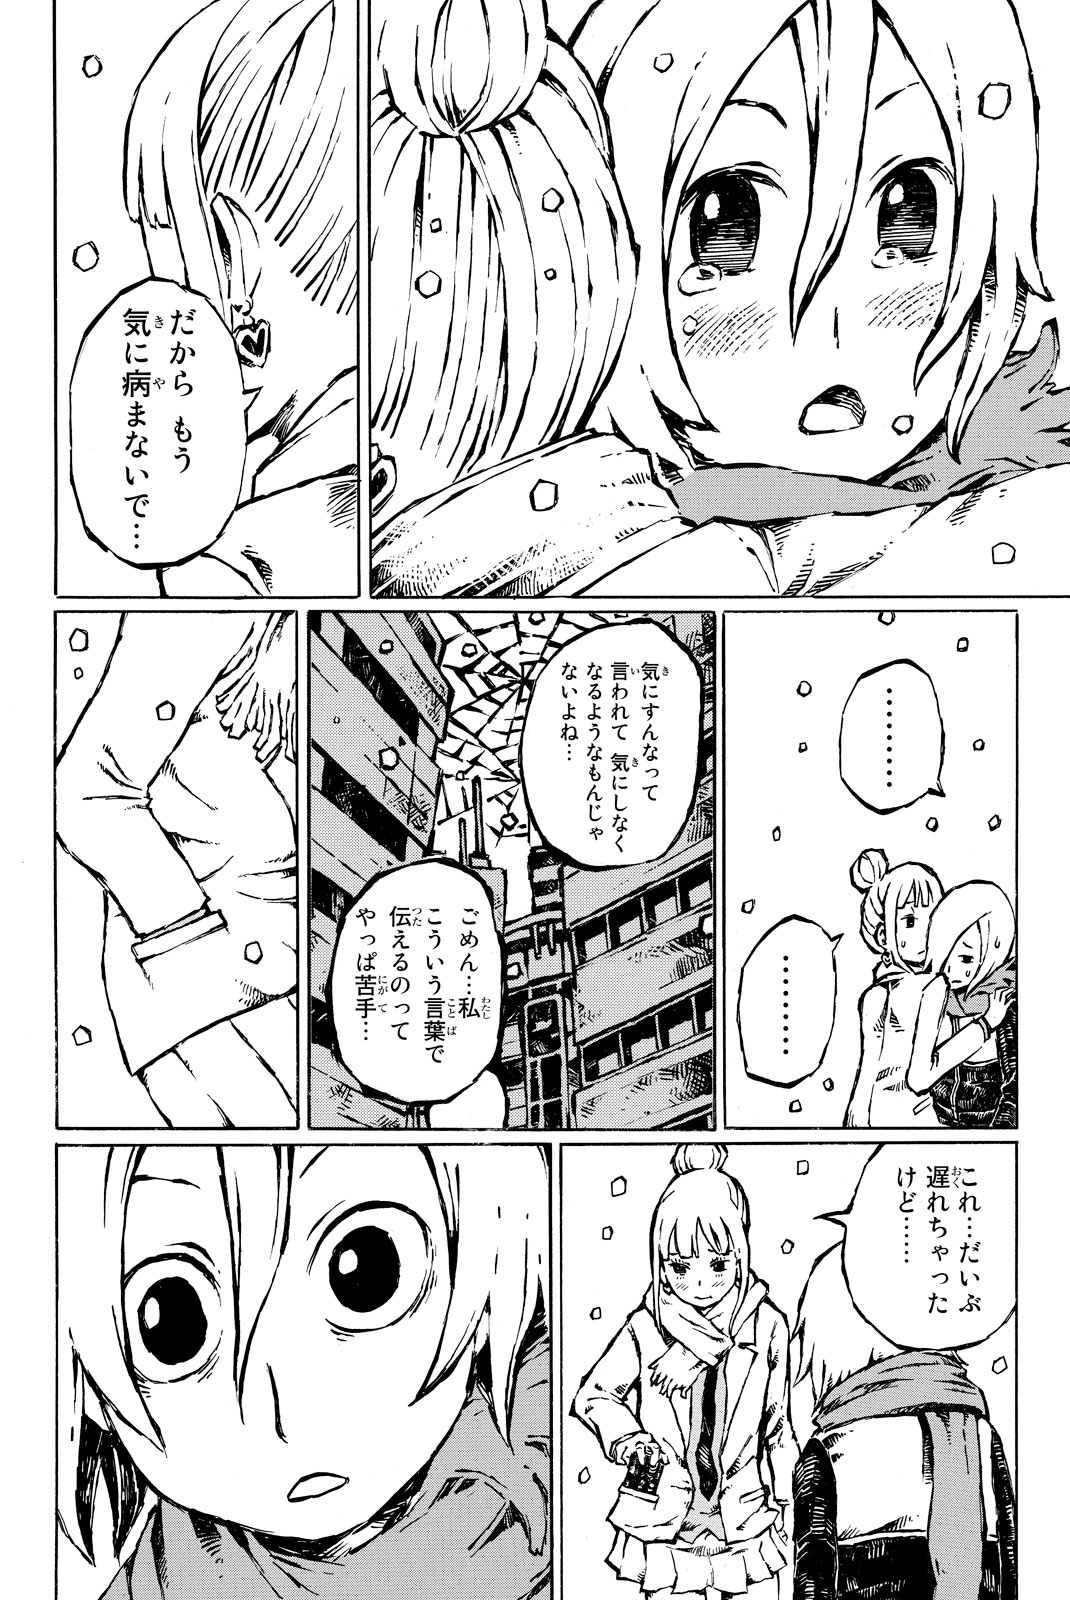 だから もう
気に病まないで…
………
………
気にすんなって
言われて 気にしなく
なるようなもんじゃ
ないよね…
ごめん…私
こういう言葉で
伝えるのって
やっぱ苦手…
これ…だいぶ
遅れちゃった
けど……